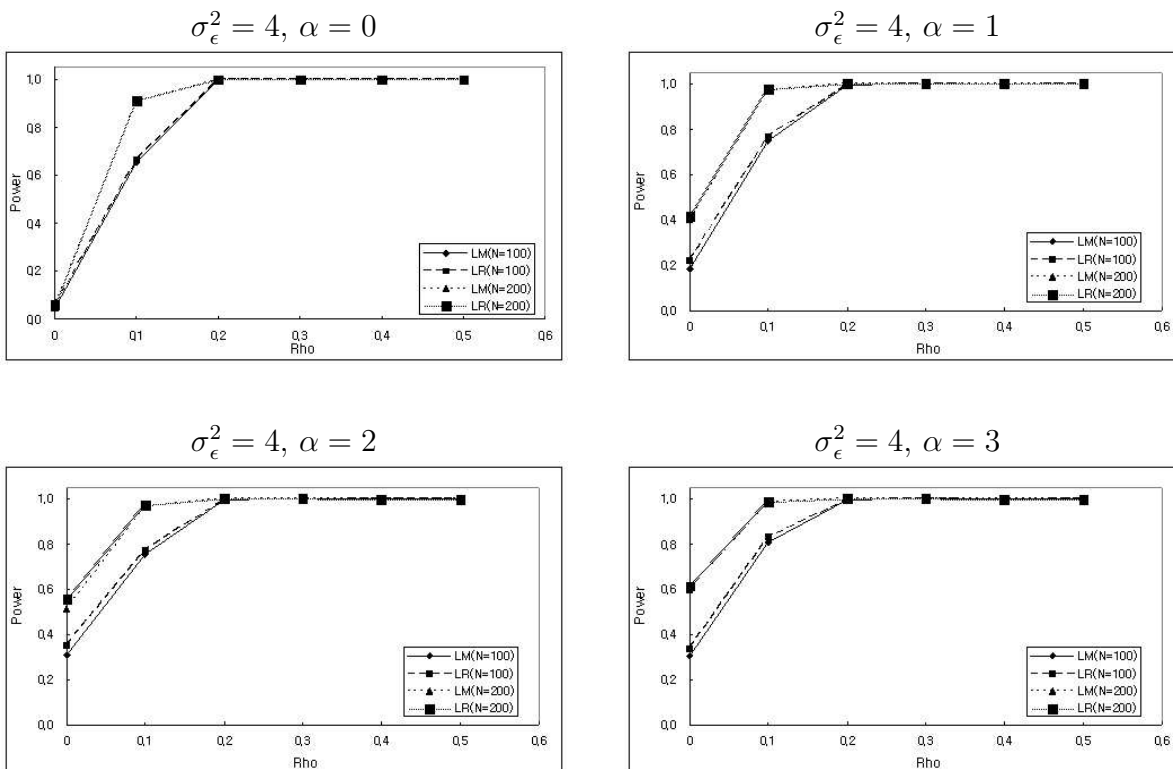 σ²_ε = 4, α = 0
Power
1,0
0,8
0,6
0,4
0,2
0,0
LM(N=100)
LR(N=100)
LM(N=200)
LR(N=200)
0 0,1 0,2 0,3 0,4 0,5 0,6
Rho
σ²_ε = 4, α = 1
Power
1,0
0,8
0,6
0,4
0,2
0,0
LM(N=100)
LR(N=100)
LM(N=200)
LR(N=200)
0 0,1 0,2 0,3 0,4 0,5 0,6
Rho
σ²_ε = 4, α = 2
Power
1,0
0,8
0,6
0,4
0,2
0,0
LM(N=100)
LR(N=100)
LM(N=200)
LR(N=200)
0 0,1 0,2 0,3 0,4 0,5 0,6
Rho
σ²_ε = 4, α = 3
Power
1,0
0,8
0,6
0,4
0,2
0,0
LM(N=100)
LR(N=100)
LM(N=200)
LR(N=200)
0 0,1 0,2 0,3 0,4 0,5 0,6
Rho